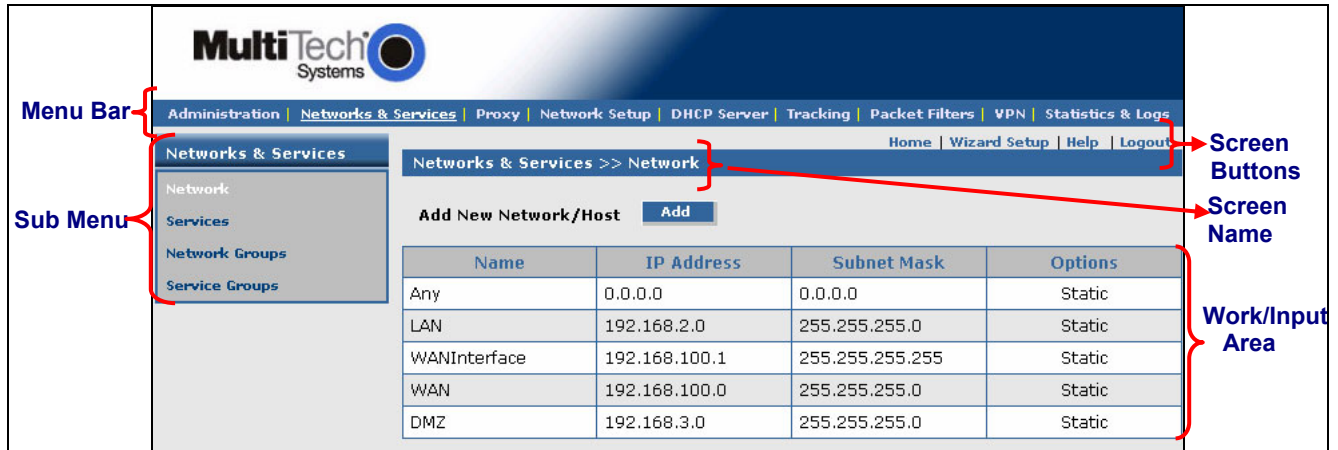 MultiTech
Systems
Menu Bar
Administration | Networks & Services | Proxy | Network Setup | DHCP Server | Tracking | Packet Filters | VPN | Statistics & Logs
Home | Wizard Setup | Help | Logout
Screen
Buttons
Networks & Services
Networks & Services >> Network
Sub Menu
Network
Services
Network Groups
Service Groups
Screen
Name
Add New Network/Host Add
Name IP Address Subnet Mask Options
Any 0.0.0.0 0.0.0.0 Static
LAN 192.168.2.0 255.255.255.0 Static
WANInterface 192.168.100.1 255.255.255.255 Static
WAN 192.168.100.0 255.255.255.0 Static
DMZ 192.168.3.0 255.255.255.0 Static
Work/Input
Area